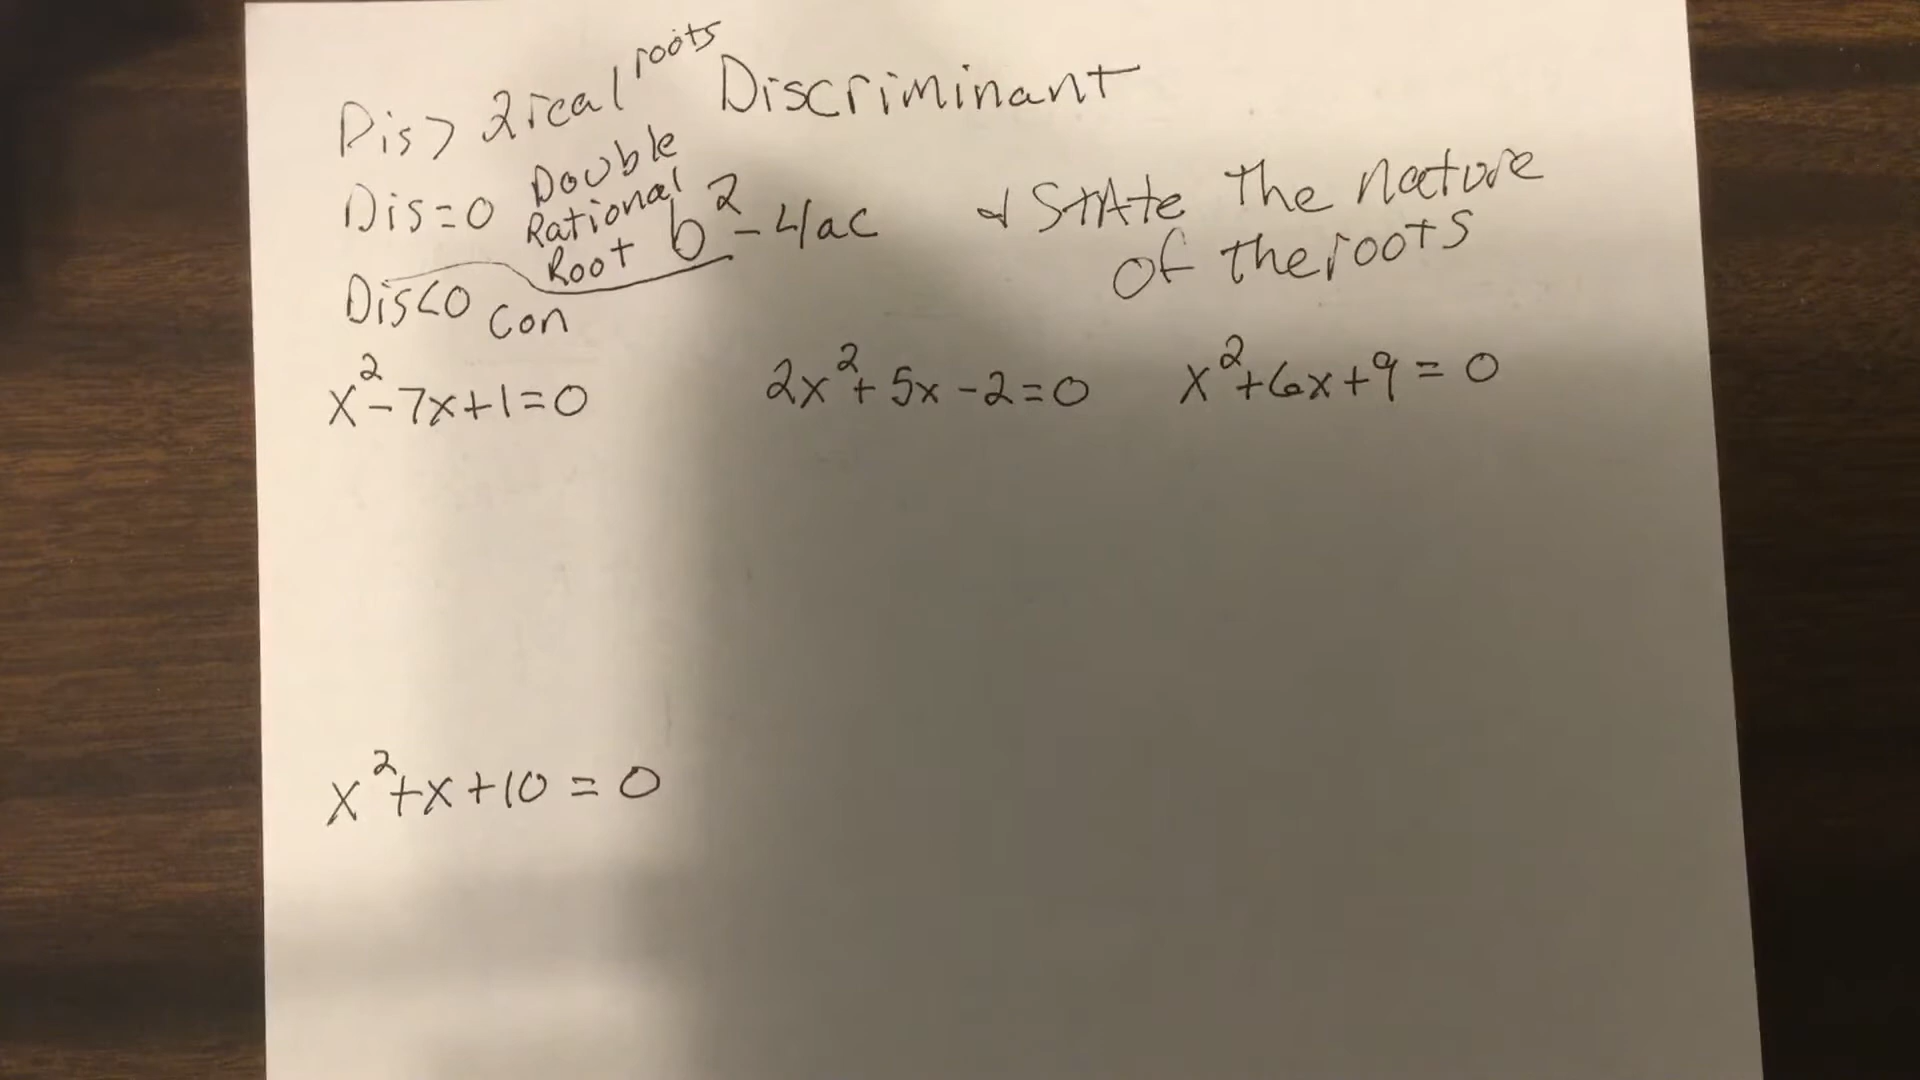 Dis> 2 real roots
Discriminant
Dis=0 Double
Rational
Root
b²-4ac
& State the nature
of the roots
Dis<0 con
x²-7x+1=0
2x²+5x-2=0
x²+6x+9=0
x²+x+10=0